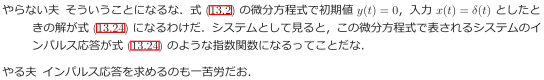 やらない夫 そういうことになるな．式 (13.2) の微分方程式で初期値 y(t) = 0，入力 x(t) = δ(t) としたと
きの解が式 (13.24) になるわけだ．システムとして見ると，この微分方程式で表されるシステムのイ
ンパルス応答が式 (13.24) のような指数関数になるってことだな．
やる夫 インパルス応答を求めるのも一苦労だお．